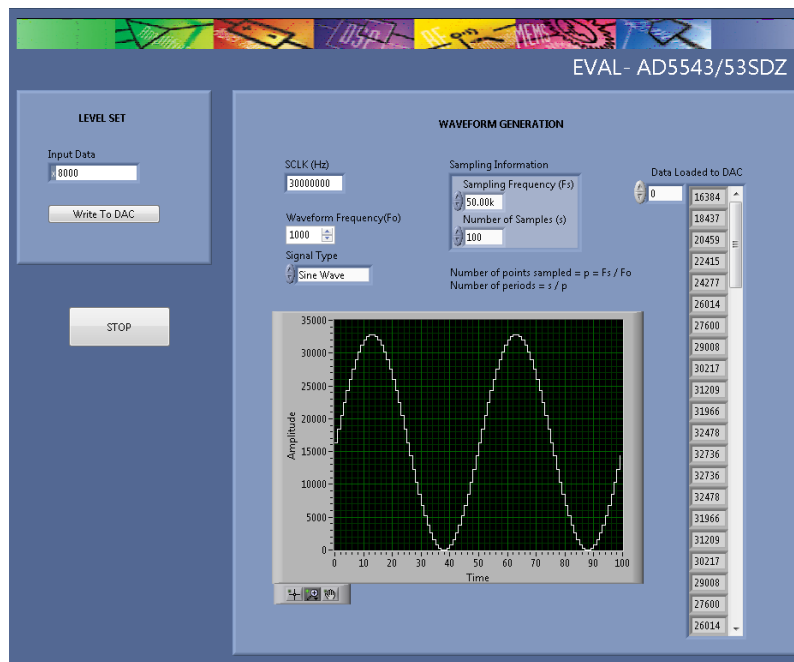 DSP
RF
MEMS
EVAL- AD5543/53SDZ
LEVEL SET
Input Data
x 8000
Write To DAC
STOP
WAVEFORM GENERATION
SCLK (Hz)
30000000
Waveform Frequency(Fo)
1000
Signal Type
Sine Wave
Sampling Information
Sampling Frequency (Fs)
50.00k
Number of Samples (s)
100
Number of points sampled = p = Fs / Fo
Number of periods = s / p
Data Loaded to DAC
0
16384
18437
20459
22415
24277
26014
27600
29008
30217
31209
31966
32478
32736
32736
32478
31966
31209
30217
29008
27600
26014
Amplitude
35000
30000
25000
20000
15000
10000
5000
0
0 10 20 30 40 50 60 70 80 90 100
Time